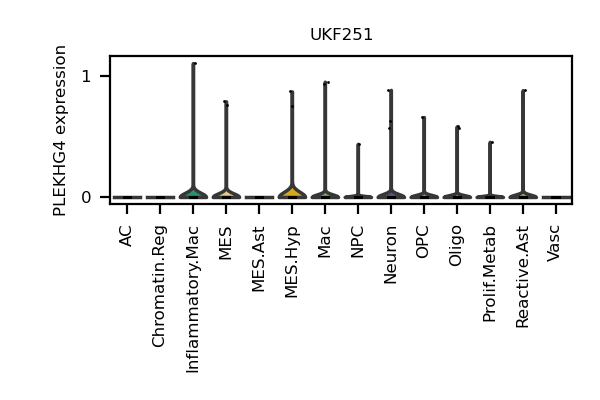 UKF251
PLEKHG4 expression
1
0
AC
Chromatin.Reg
Inflammatory.Mac
MES
MES.Ast
MES.Hyp
Mac
NPC
Neuron
OPC
Oligo
Prolif.Metab
Reactive.Ast
Vasc